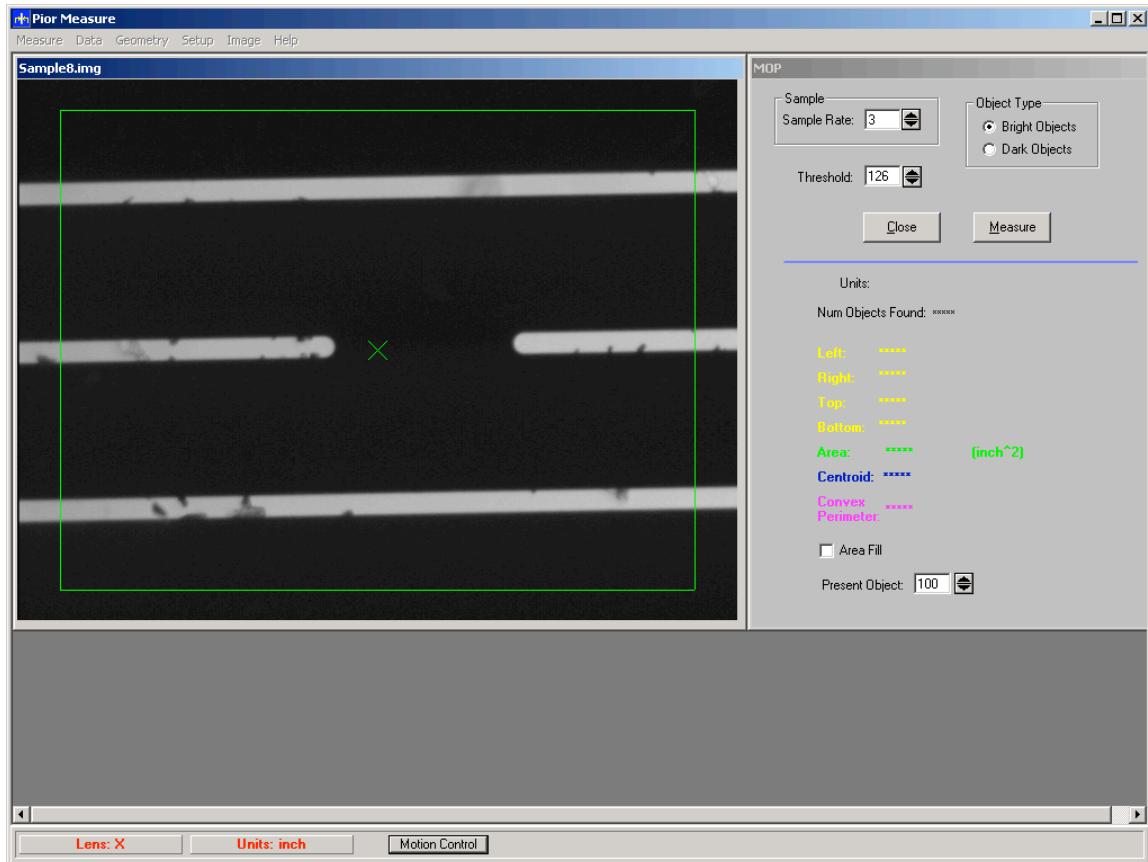 Pior Measure
Measure Data Geometry Setup Image Help
Sample8.img
MOP
Sample
Sample Rate: 3
Object Type
Bright Objects
Dark Objects
Threshold: 126
Close Measure
Units:
Num Objects Found: *****
Left: *****
Right: *****
Top: *****
Bottom: *****
Area: ***** (inch^2)
Centroid: *****
Convex
Perimeter: *****
Area Fill
Present Object: 100
Lens: X Units: inch Motion Control